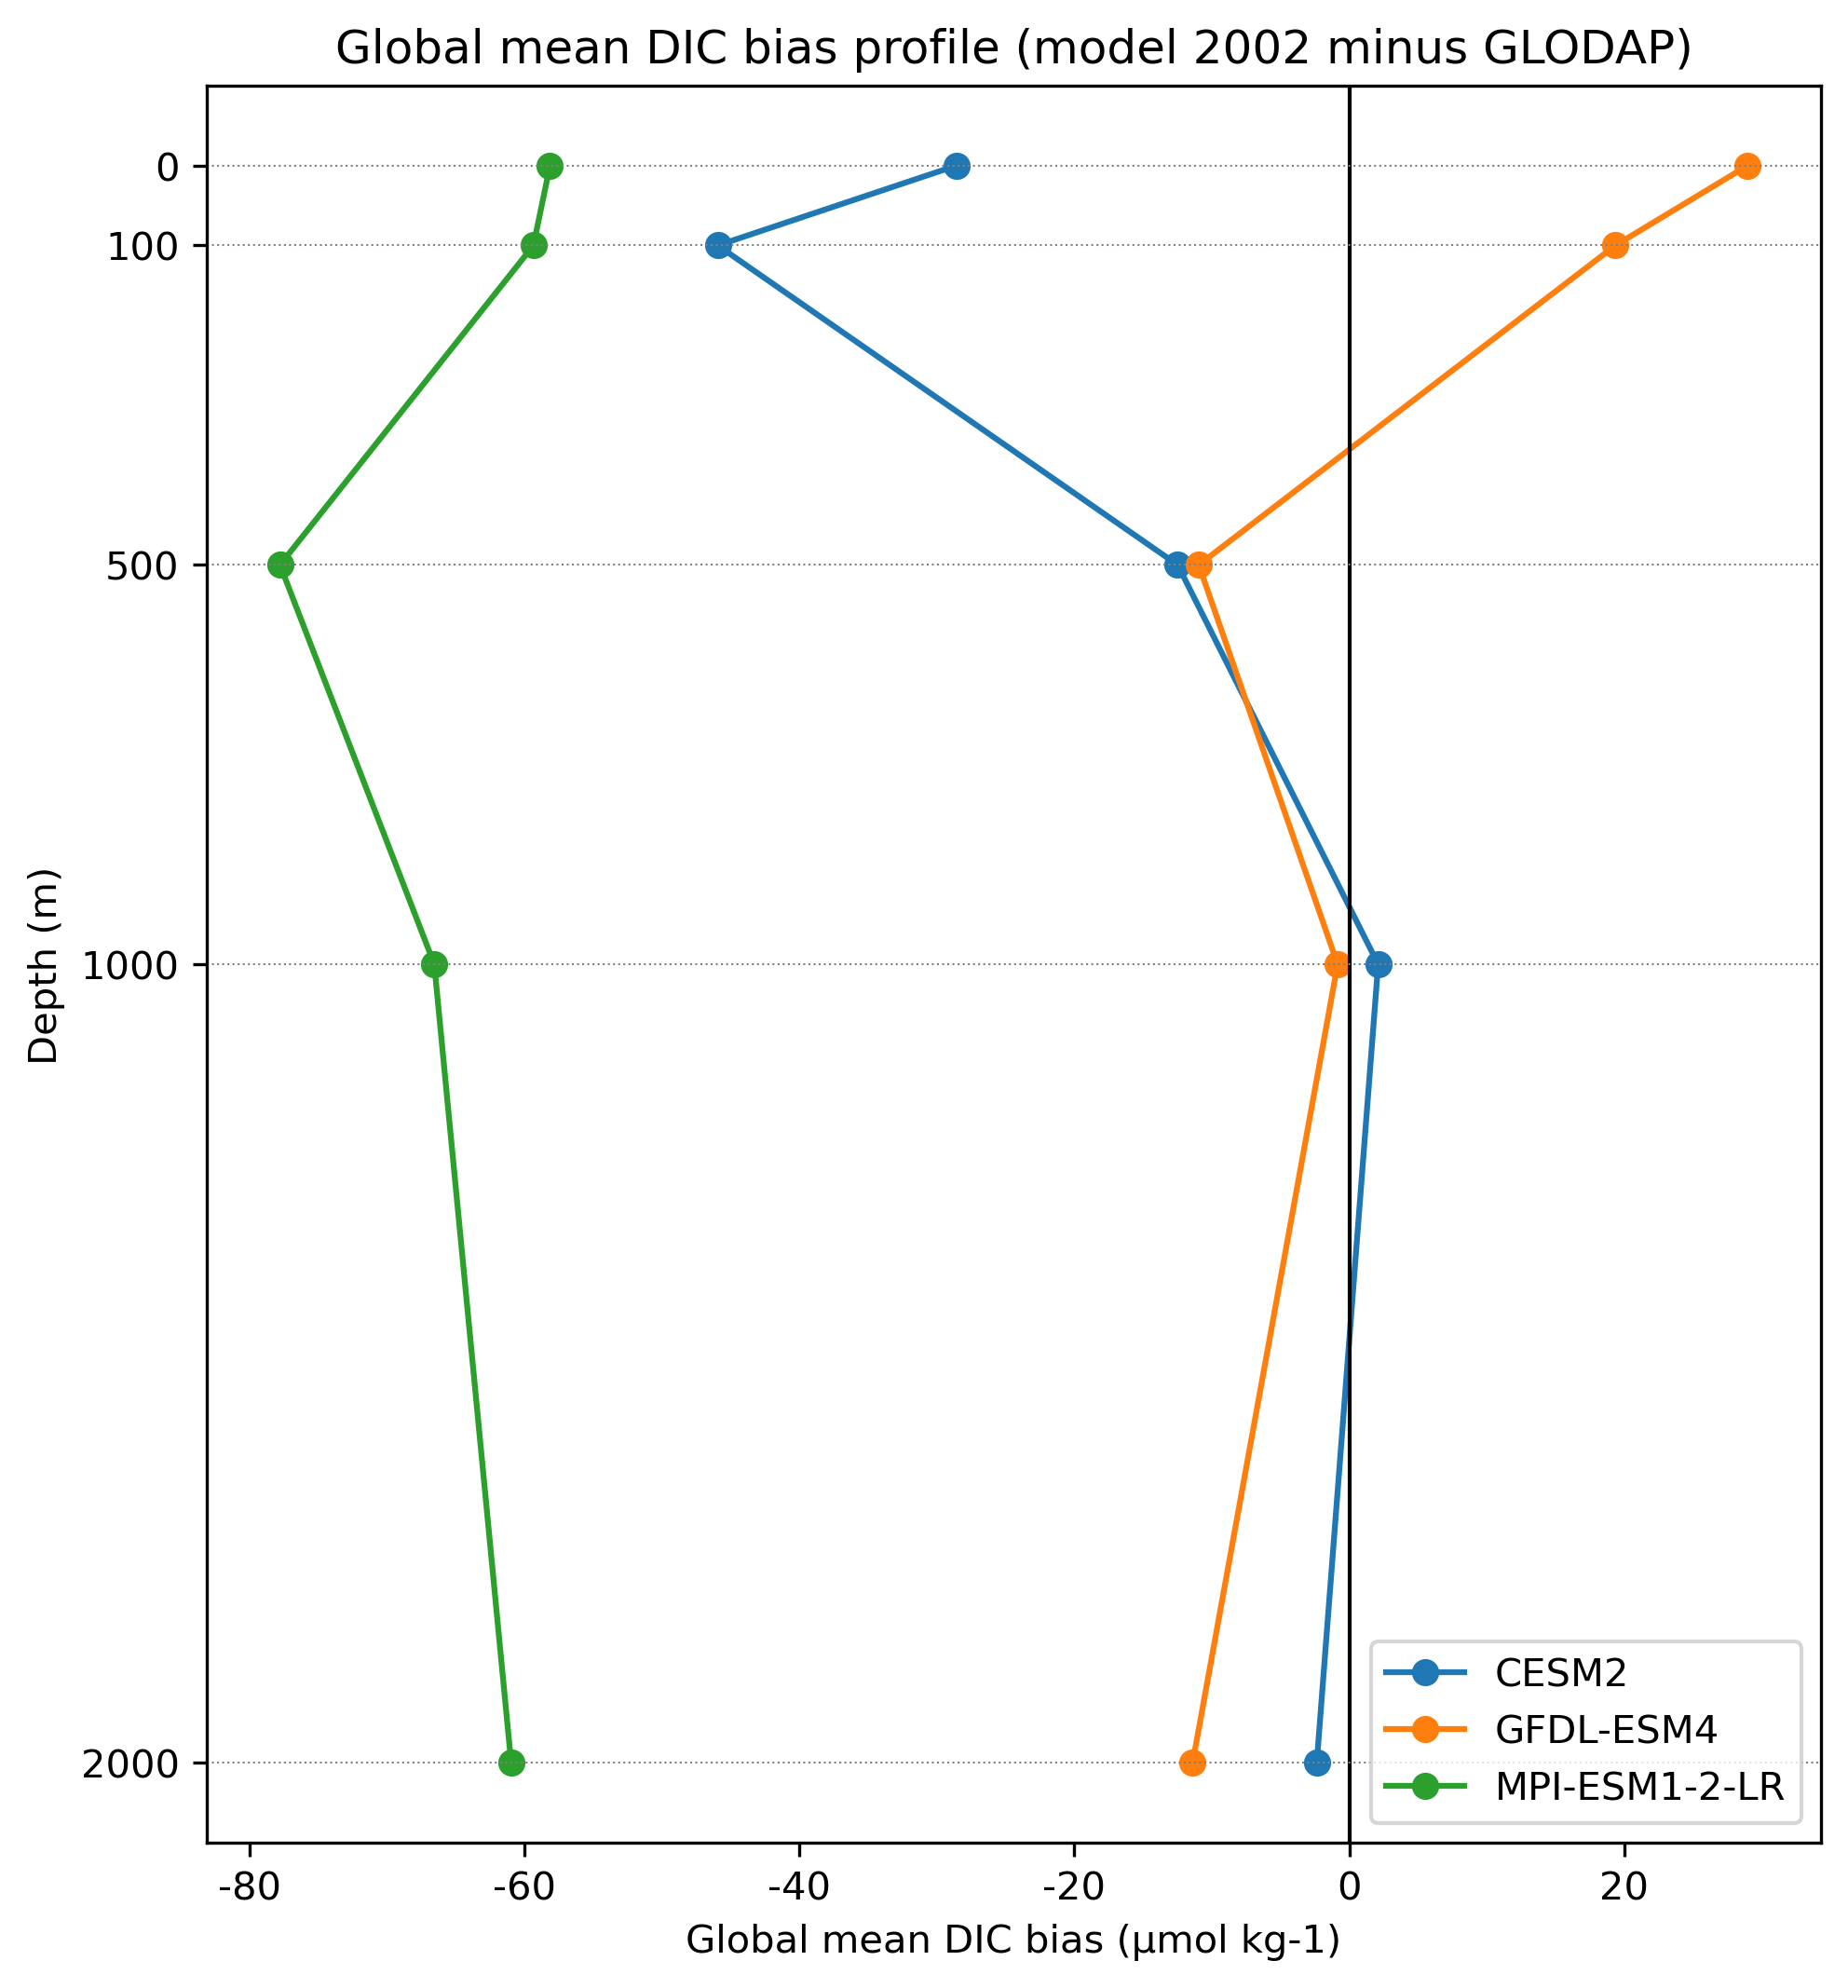 Global mean DIC bias profile (model 2002 minus GLODAP)
0
100
500
1000
2000
Depth (m)
-80
-60
-40
-20
0
20
Global mean DIC bias (µmol kg-1)
CESM2
GFDL-ESM4
MPI-ESM1-2-LR